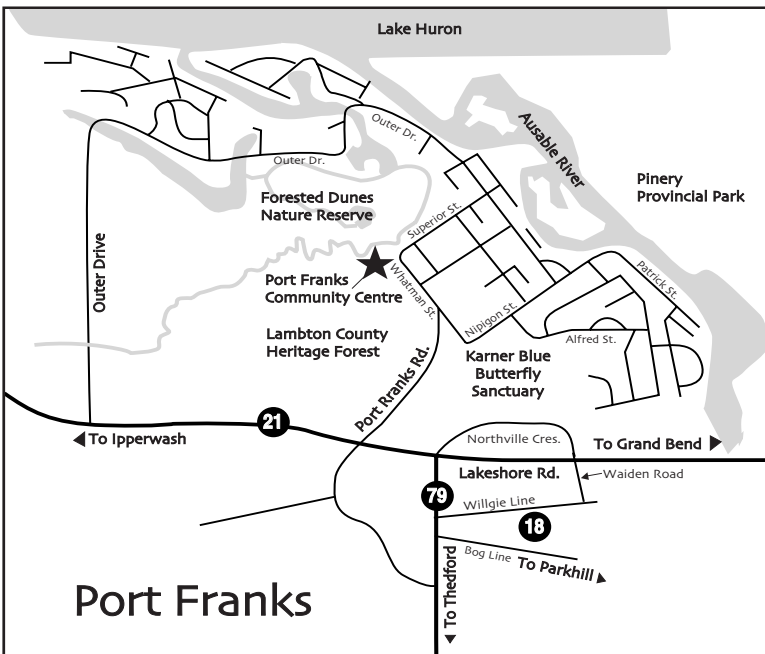 Lake Huron
Outer Dr.
Ausable River
Outer Dr.
Pinery
Provincial Park
Forested Dunes
Nature Reserve
Superior St.
Outer Drive
Port Franks
Community Centre
Whatman St.
Patrick St.
Nipigon St.
Lambton County
Heritage Forest
Alfred St.
Karner Blue
Butterfly
Sanctuary
Port Rranks Rd.
21
To Ipperwash
Northville Cres.
To Grand Bend
Lakeshore Rd.
Waiden Road
79
Willgie Line
18
Bog Line
To Parkhill
To Thedford
Port Franks